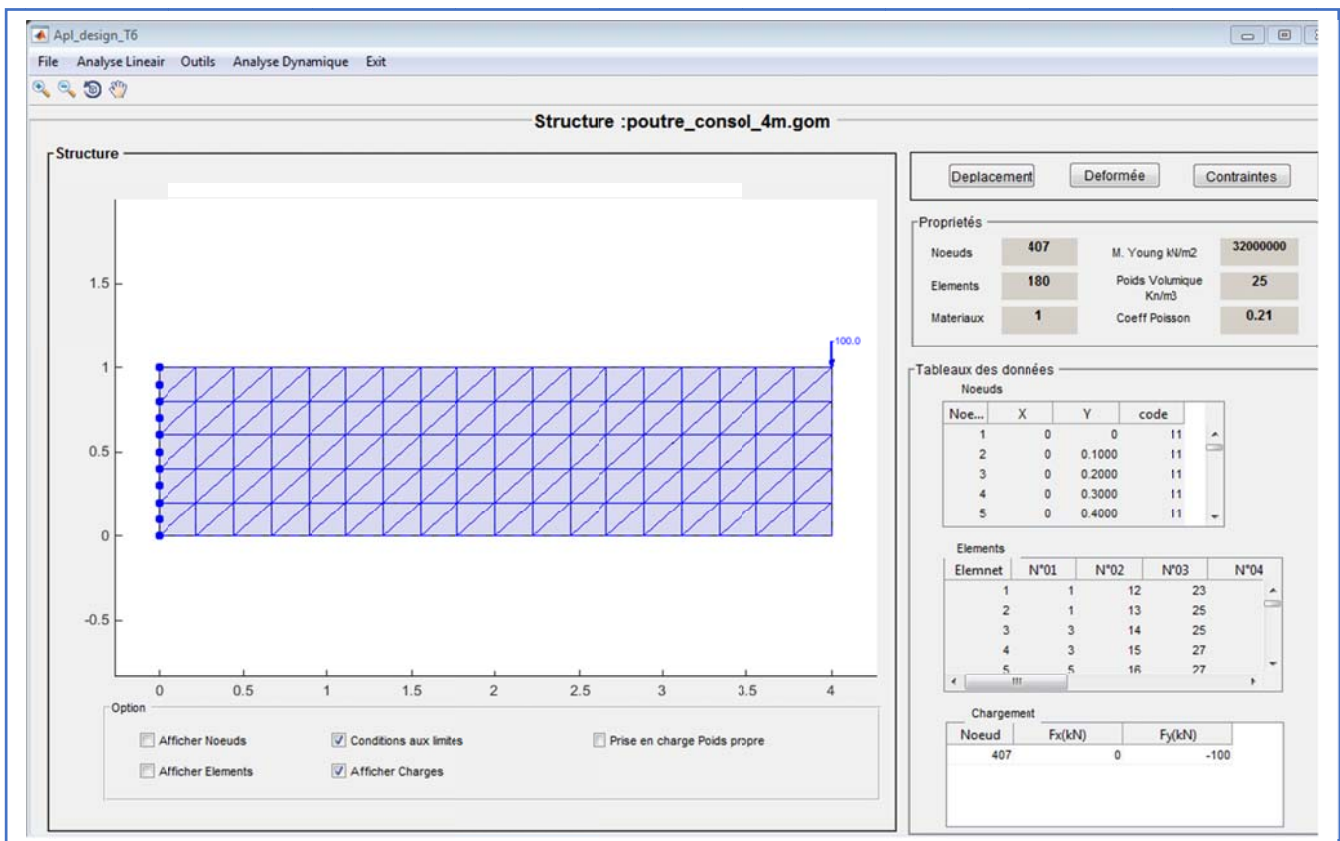 Apl_design_T6
File Analyse Lineair Outils Analyse Dynamique Exit
Structure :poutre_consol_4m.gom
Structure
1.5
1
0.5
0
-0.5
0 0.5 1 1.5 2 2.5 3 3.5 4
100.0
Option
Afficher Noeuds Conditions aux limites Prise en charge Poids propre
Afficher Elements Afficher Charges
Deplacement Deformée Contraintes
Proprietés
Noeuds 407 M. Young kN/m2 32000000
Elements 180 Poids Volumique Kn/m3 25
Materiaux 1 Coeff Poisson 0.21
Tableaux des données
Noeuds
Noe... X Y code
1 0 0 11
2 0 0.1000 11
3 0 0.2000 11
4 0 0.3000 11
5 0 0.4000 11
Elements
Elemnet N°01 N°02 N°03 N°04
1 1 12 23
2 1 13 25
3 3 14 25
4 3 15 27
5 5 16 27
Chargement
Noeud Fx(kN) Fy(kN)
407 0 -100